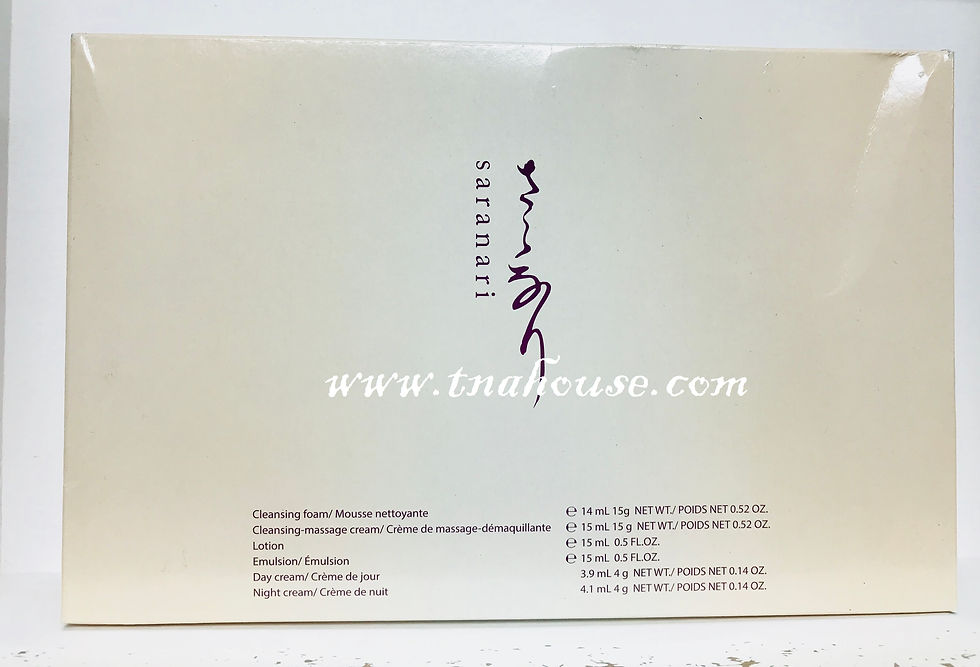 saranari
www.tnahouse.com
Cleansing foam/ Mousse nettoyante ℮ 14 mL 15g NET WT./ POIDS NET 0.52 OZ.
Cleansing-massage cream/ Crème de massage-démaquillante ℮ 15 mL 15 g NET WT./ POIDS NET 0.52 OZ.
Lotion ℮ 15 mL 0.5 FL.OZ.
Emulsion/ Émulsion ℮ 15 mL 0.5 FL.OZ.
Day cream/ Crème de jour 3.9 mL 4 g NET WT./ POIDS NET 0.14 OZ.
Night cream/ Crème de nuit 4.1 mL 4 g NET WT./ POIDS NET 0.14 OZ.